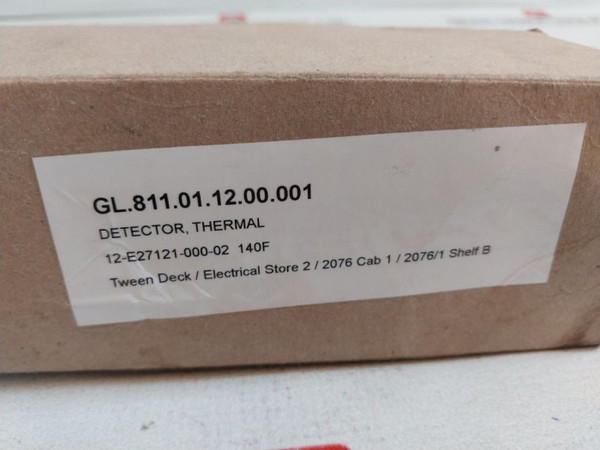 GL.811.01.12.00.001
DETECTOR, THERMAL
12-E27121-000-02 140F
Tween Deck / Electrical Store 2 / 2076 Cab 1 / 2076/1 Shelf B